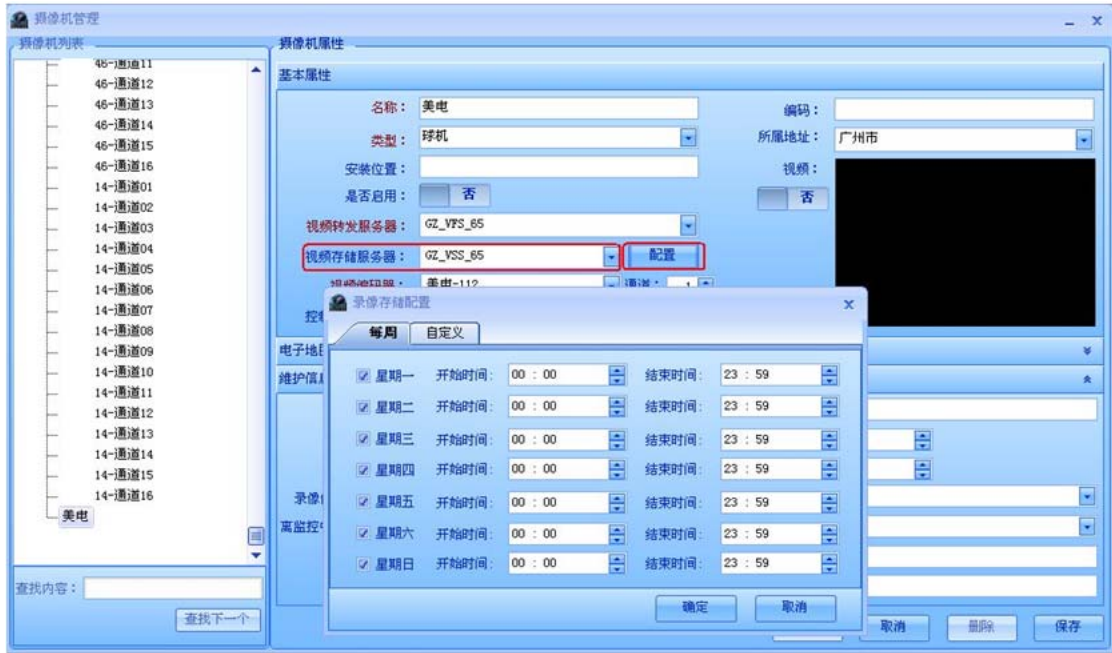 摄像机管理
摄像机列表
46-通道11
46-通道12
46-通道13
46-通道14
46-通道15
46-通道16
14-通道01
14-通道02
14-通道03
14-通道04
14-通道05
14-通道06
14-通道07
14-通道08
14-通道09
14-通道10
14-通道11
14-通道12
14-通道13
14-通道14
14-通道15
14-通道16
美电
查找内容：
查找下一个
摄像机属性
基本属性
名称： 美电 编码：
类型： 球机 所属地址： 广州市
安装位置： 视频：
是否启用： 否 否
视频转发服务器： GZ_VFS_65
视频存储服务器： GZ_VSS_65 配置
视频编码器： 美电-112 通道： 1
控
电子地
维护信
录像
离监控
录像存储配置
每周 自定义
星期一 开始时间: 00 : 00 结束时间: 23 : 59
星期二 开始时间: 00 : 00 结束时间: 23 : 59
星期三 开始时间: 00 : 00 结束时间: 23 : 59
星期四 开始时间: 00 : 00 结束时间: 23 : 59
星期五 开始时间: 00 : 00 结束时间: 23 : 59
星期六 开始时间: 00 : 00 结束时间: 23 : 59
星期日 开始时间: 00 : 00 结束时间: 23 : 59
确定 取消
取消 删除 保存